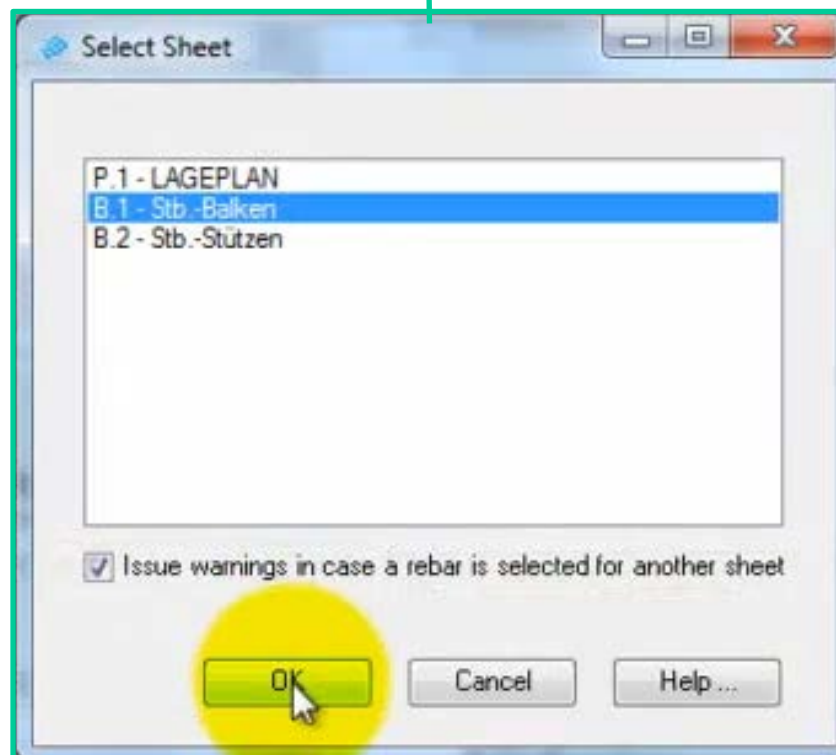 Select Sheet
P.1 - LAGEPLAN
B.1 - Stb.-Balken
B.2 - Stb.-Stützen
Issue warnings in case a rebar is selected for another sheet
OK Cancel Help ...